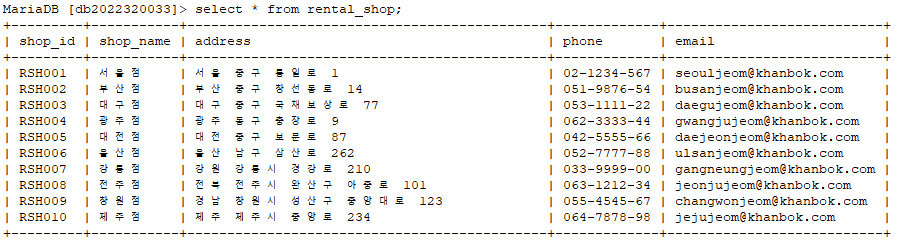 MariaDB [db2022320033]> select * from rental_shop;
+---------+-----------+------------------------------------+------------+---------------------------+
| shop_id | shop_name | address | phone | email |
+---------+-----------+------------------------------------+------------+---------------------------+
| RSH001 | 서울점 | 서울 중구 통일로 1 | 02-1234-567 | seouljeom@khanbok.com |
| RSH002 | 부산점 | 부산 중구 창선동로 14 | 051-9876-54 | busanjeom@khanbok.com |
| RSH003 | 대구점 | 대구 중구 국채보상로 77 | 053-1111-22 | daegujeom@khanbok.com |
| RSH004 | 광주점 | 광주 동구 충장로 9 | 062-3333-44 | gwangjujeom@khanbok.com |
| RSH005 | 대전점 | 대전 중구 보문로 87 | 042-5555-66 | daejeonjeom@khanbok.com |
| RSH006 | 울산점 | 울산 남구 삼산로 262 | 052-7777-88 | ulsanjeom@khanbok.com |
| RSH007 | 강릉점 | 강원 강릉시 경강로 210 | 033-9999-00 | gangneungjeom@khanbok.com |
| RSH008 | 전주점 | 전북 전주시 완산구 아중로 101 | 063-1212-34 | jeonjujeom@khanbok.com |
| RSH009 | 창원점 | 경남 창원시 성산구 중앙대로 123 | 055-4545-67 | changwonjeom@khanbok.com |
| RSH010 | 제주점 | 제주 제주시 중앙로 234 | 064-7878-98 | jejujeom@khanbok.com |
+---------+-----------+------------------------------------+------------+---------------------------+